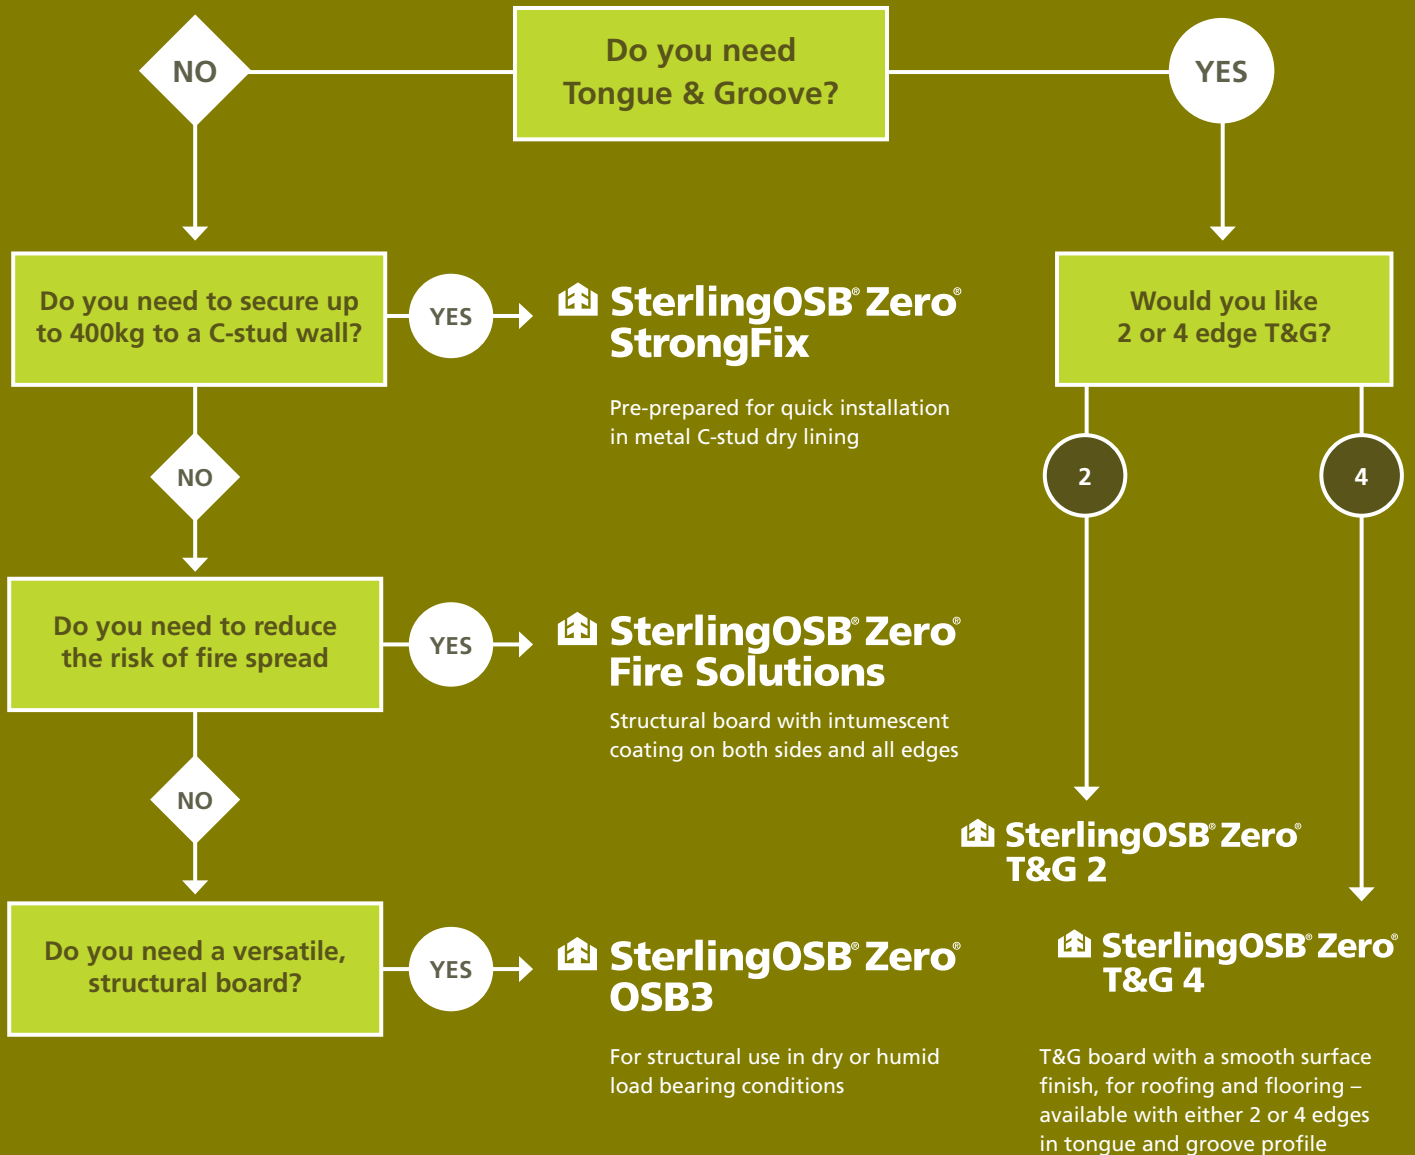 Do you need
Tongue & Groove?
NO
YES
Do you need to secure up
to 400kg to a C-stud wall?
YES
SterlingOSB® Zero®
StrongFix
Pre-prepared for quick installation
in metal C-stud dry lining
NO
Do you need to reduce
the risk of fire spread
YES
SterlingOSB® Zero®
Fire Solutions
Structural board with intumescent
coating on both sides and all edges
NO
Do you need a versatile,
structural board?
YES
SterlingOSB® Zero®
OSB3
For structural use in dry or humid
load bearing conditions
Would you like
2 or 4 edge T&G?
2
4
SterlingOSB® Zero®
T&G 2
SterlingOSB® Zero®
T&G 4
T&G board with a smooth surface
finish, for roofing and flooring –
available with either 2 or 4 edges
in tongue and groove profile